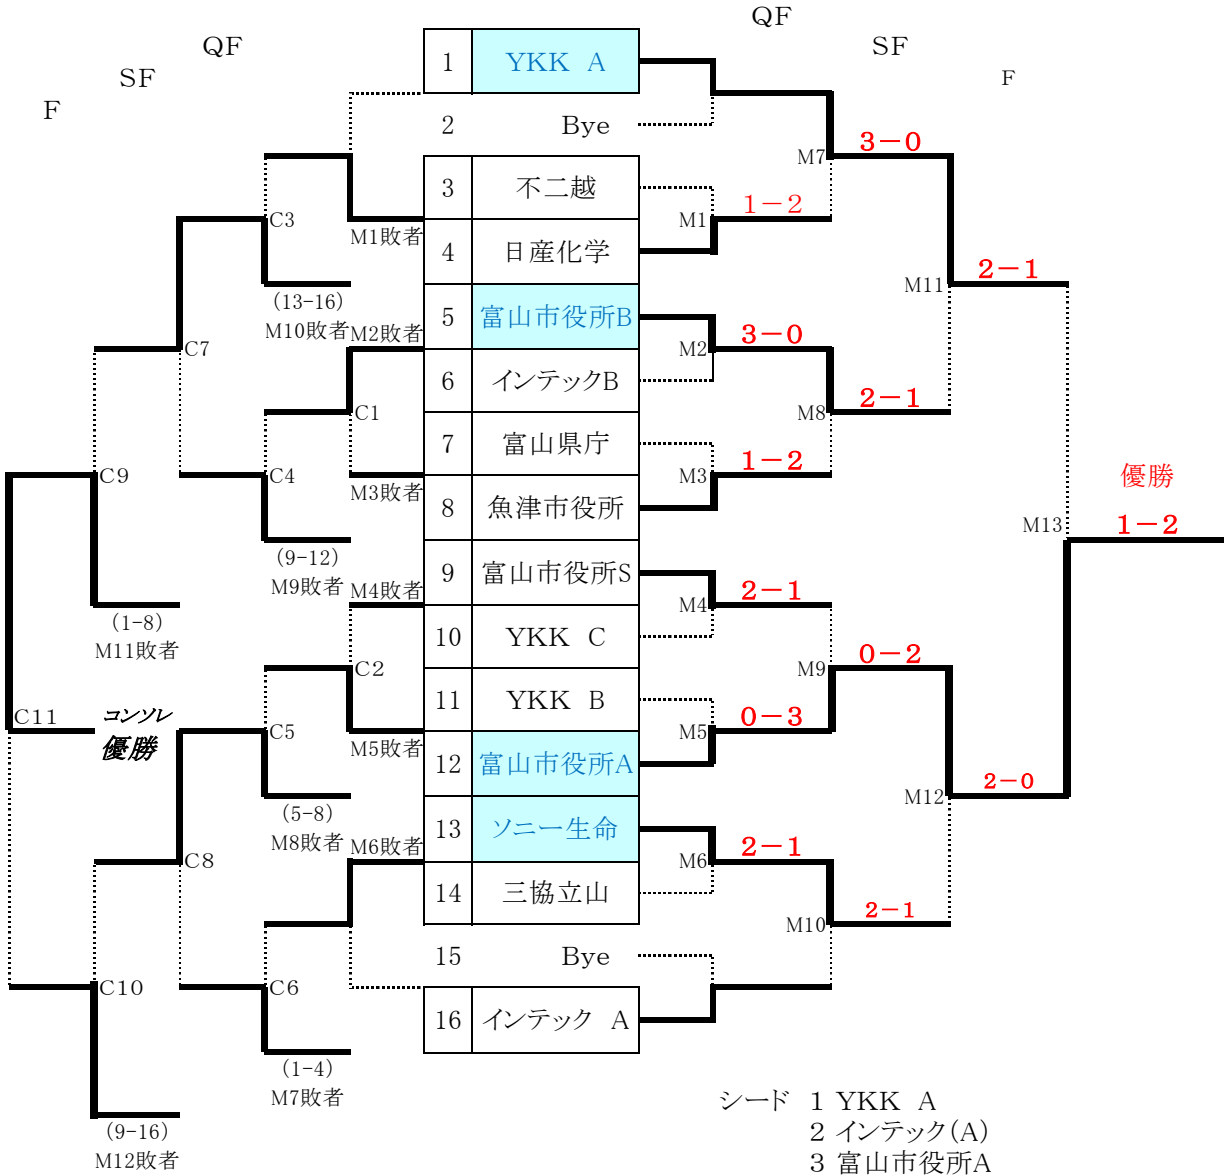 QF
QF
SF
SF
F
F
1 YKK A
2 Bye
3 不二越
4 日産化学
5 富山市役所B
6 インテックB
7 富山県庁
8 魚津市役所
9 富山市役所S
10 YKK C
11 YKK B
12 富山市役所A
13 ソニー生命
14 三協立山
15 Bye
16 インテック A
C3
M1敗者
(13-16)
M10敗者
M2敗者
C7
C1
C4
M3敗者
C9
(9-12)
M9敗者
M4敗者
(1-8)
M11敗者
C2
C11
コンソレ
優勝
C5
M5敗者
(5-8)
M8敗者
M6敗者
C8
C10
C6
(1-4)
M7敗者
(9-16)
M12敗者
M7
3-0
M1
1-2
M11
2-1
M2
3-0
M8
2-1
M3
1-2
優勝
M13
1-2
M4
2-1
M9
0-2
M5
0-3
M12
2-0
M6
2-1
M10
2-1
シード 1 YKK A
2 インテック(A)
3 富山市役所A